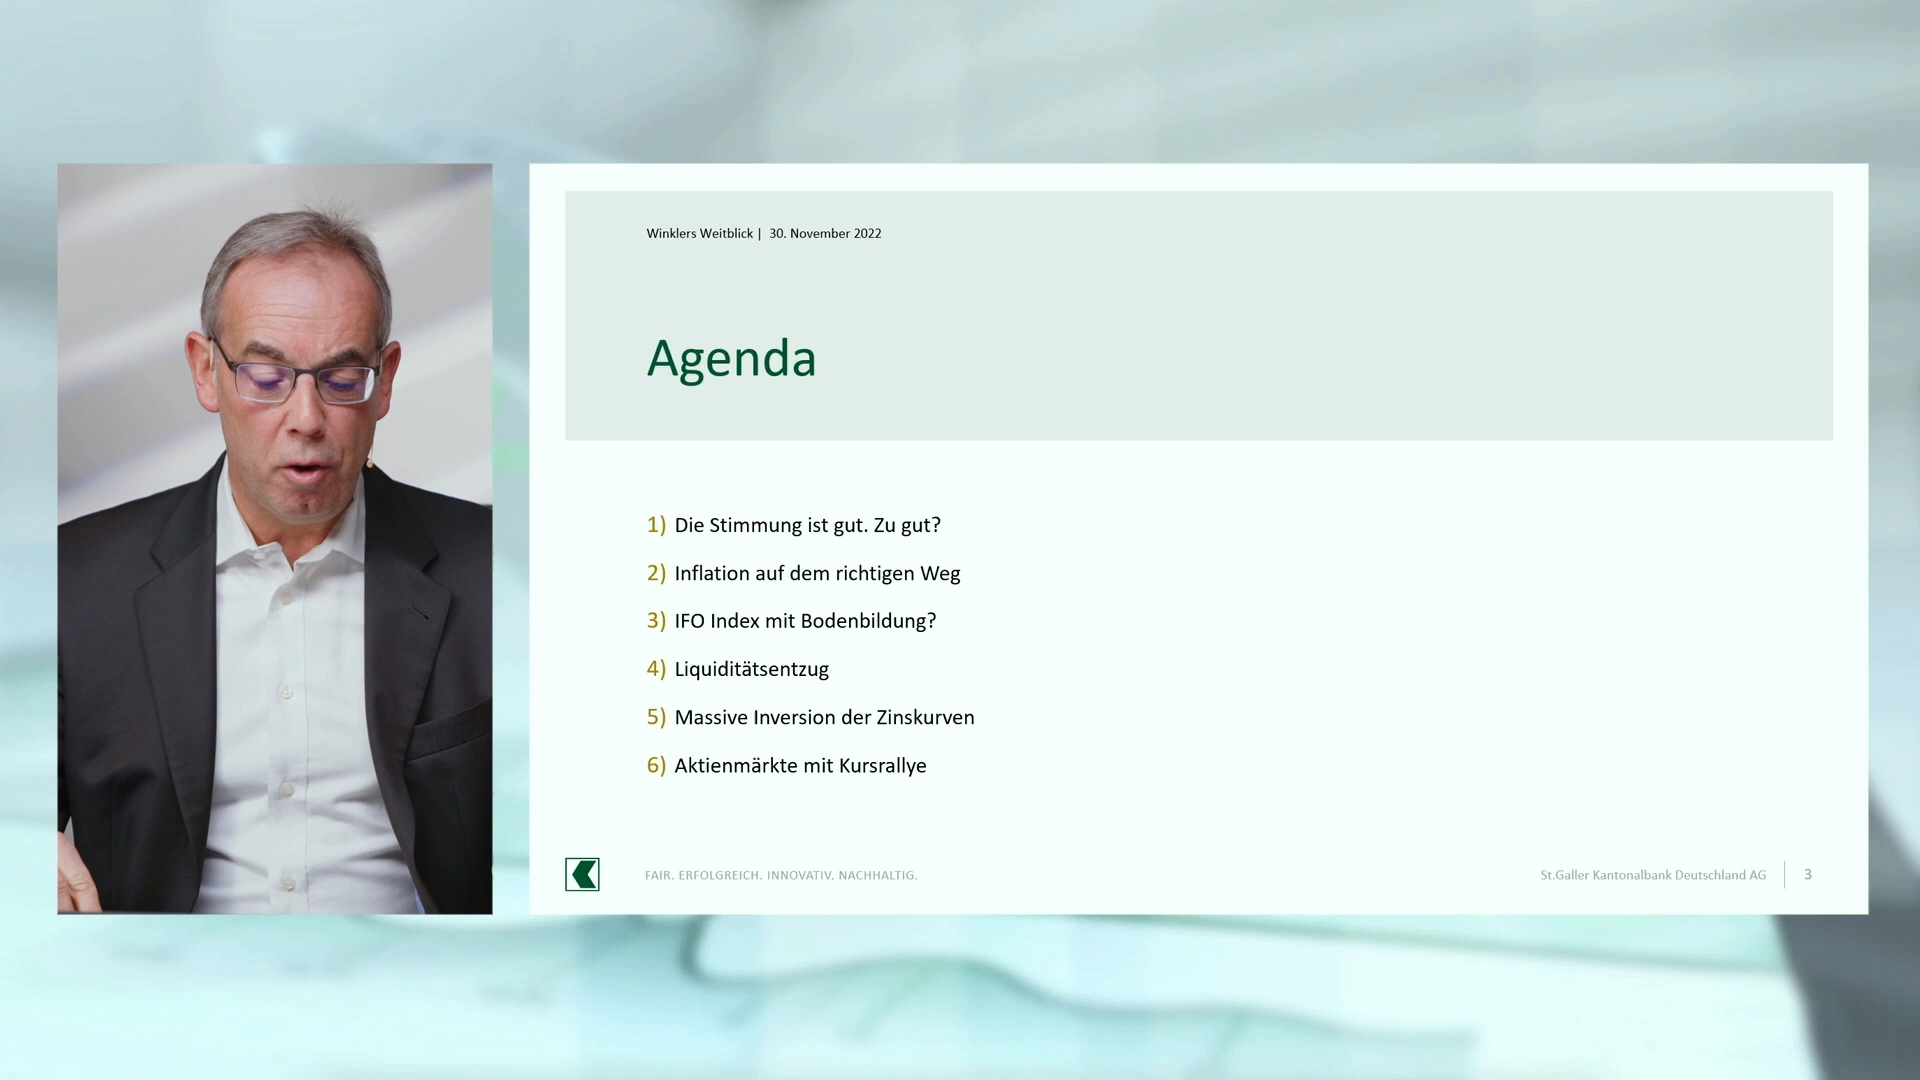 Winklers Weitblick | 30. November 2022
Agenda
1) Die Stimmung ist gut. Zu gut?
2) Inflation auf dem richtigen Weg
3) IFO Index mit Bodenbildung?
4) Liquiditätsentzug
5) Massive Inversion der Zinskurven
6) Aktienmärkte mit Kursrallye
FAIR. ERFOLGREICH. INNOVATIV. NACHHALTIG.
St.Galler Kantonalbank Deutschland AG
3